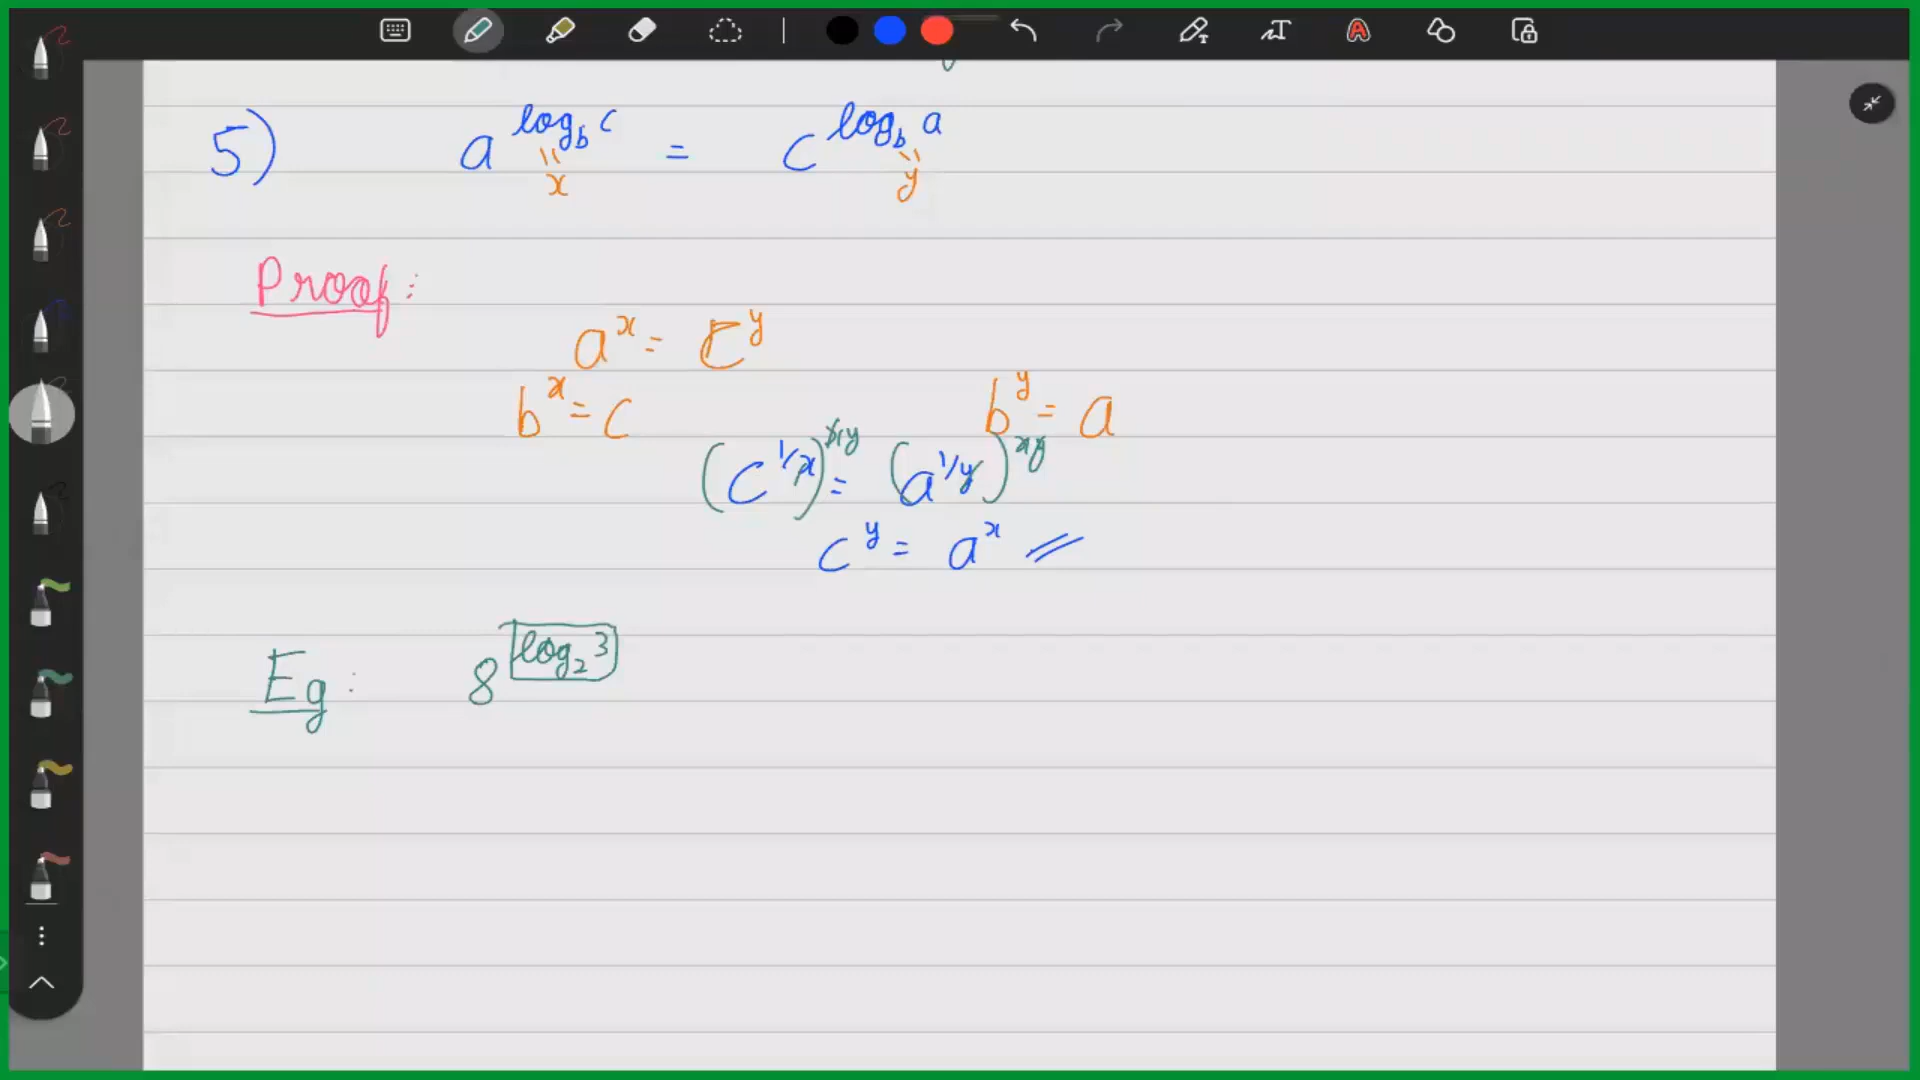 5) a^{log_b c} = c^{log_b a}
x y
Proof:
a^x = c^y
b^x = c b^y = a
(c^{1/x})^{xy} = (a^{1/y})^{xy}
c^y = a^x //
Eg: 8^{log_2 3}